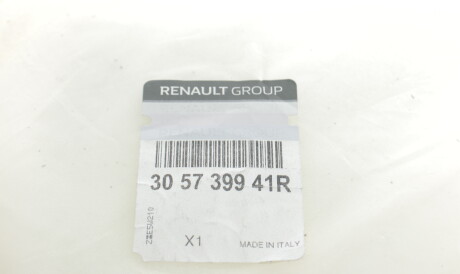 RENAULT GROUP
30 57 399 41R
X1
MADE IN ITALY